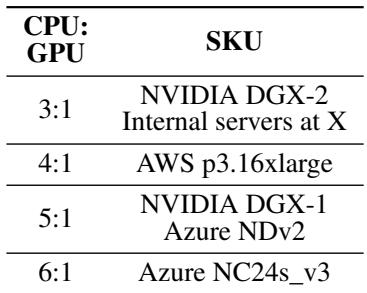 CPU:
GPU
SKU
3:1
NVIDIA DGX-2
Internal servers at X
4:1
AWS p3.16xlarge
5:1
NVIDIA DGX-1
Azure NDv2
6:1
Azure NC24s_v3